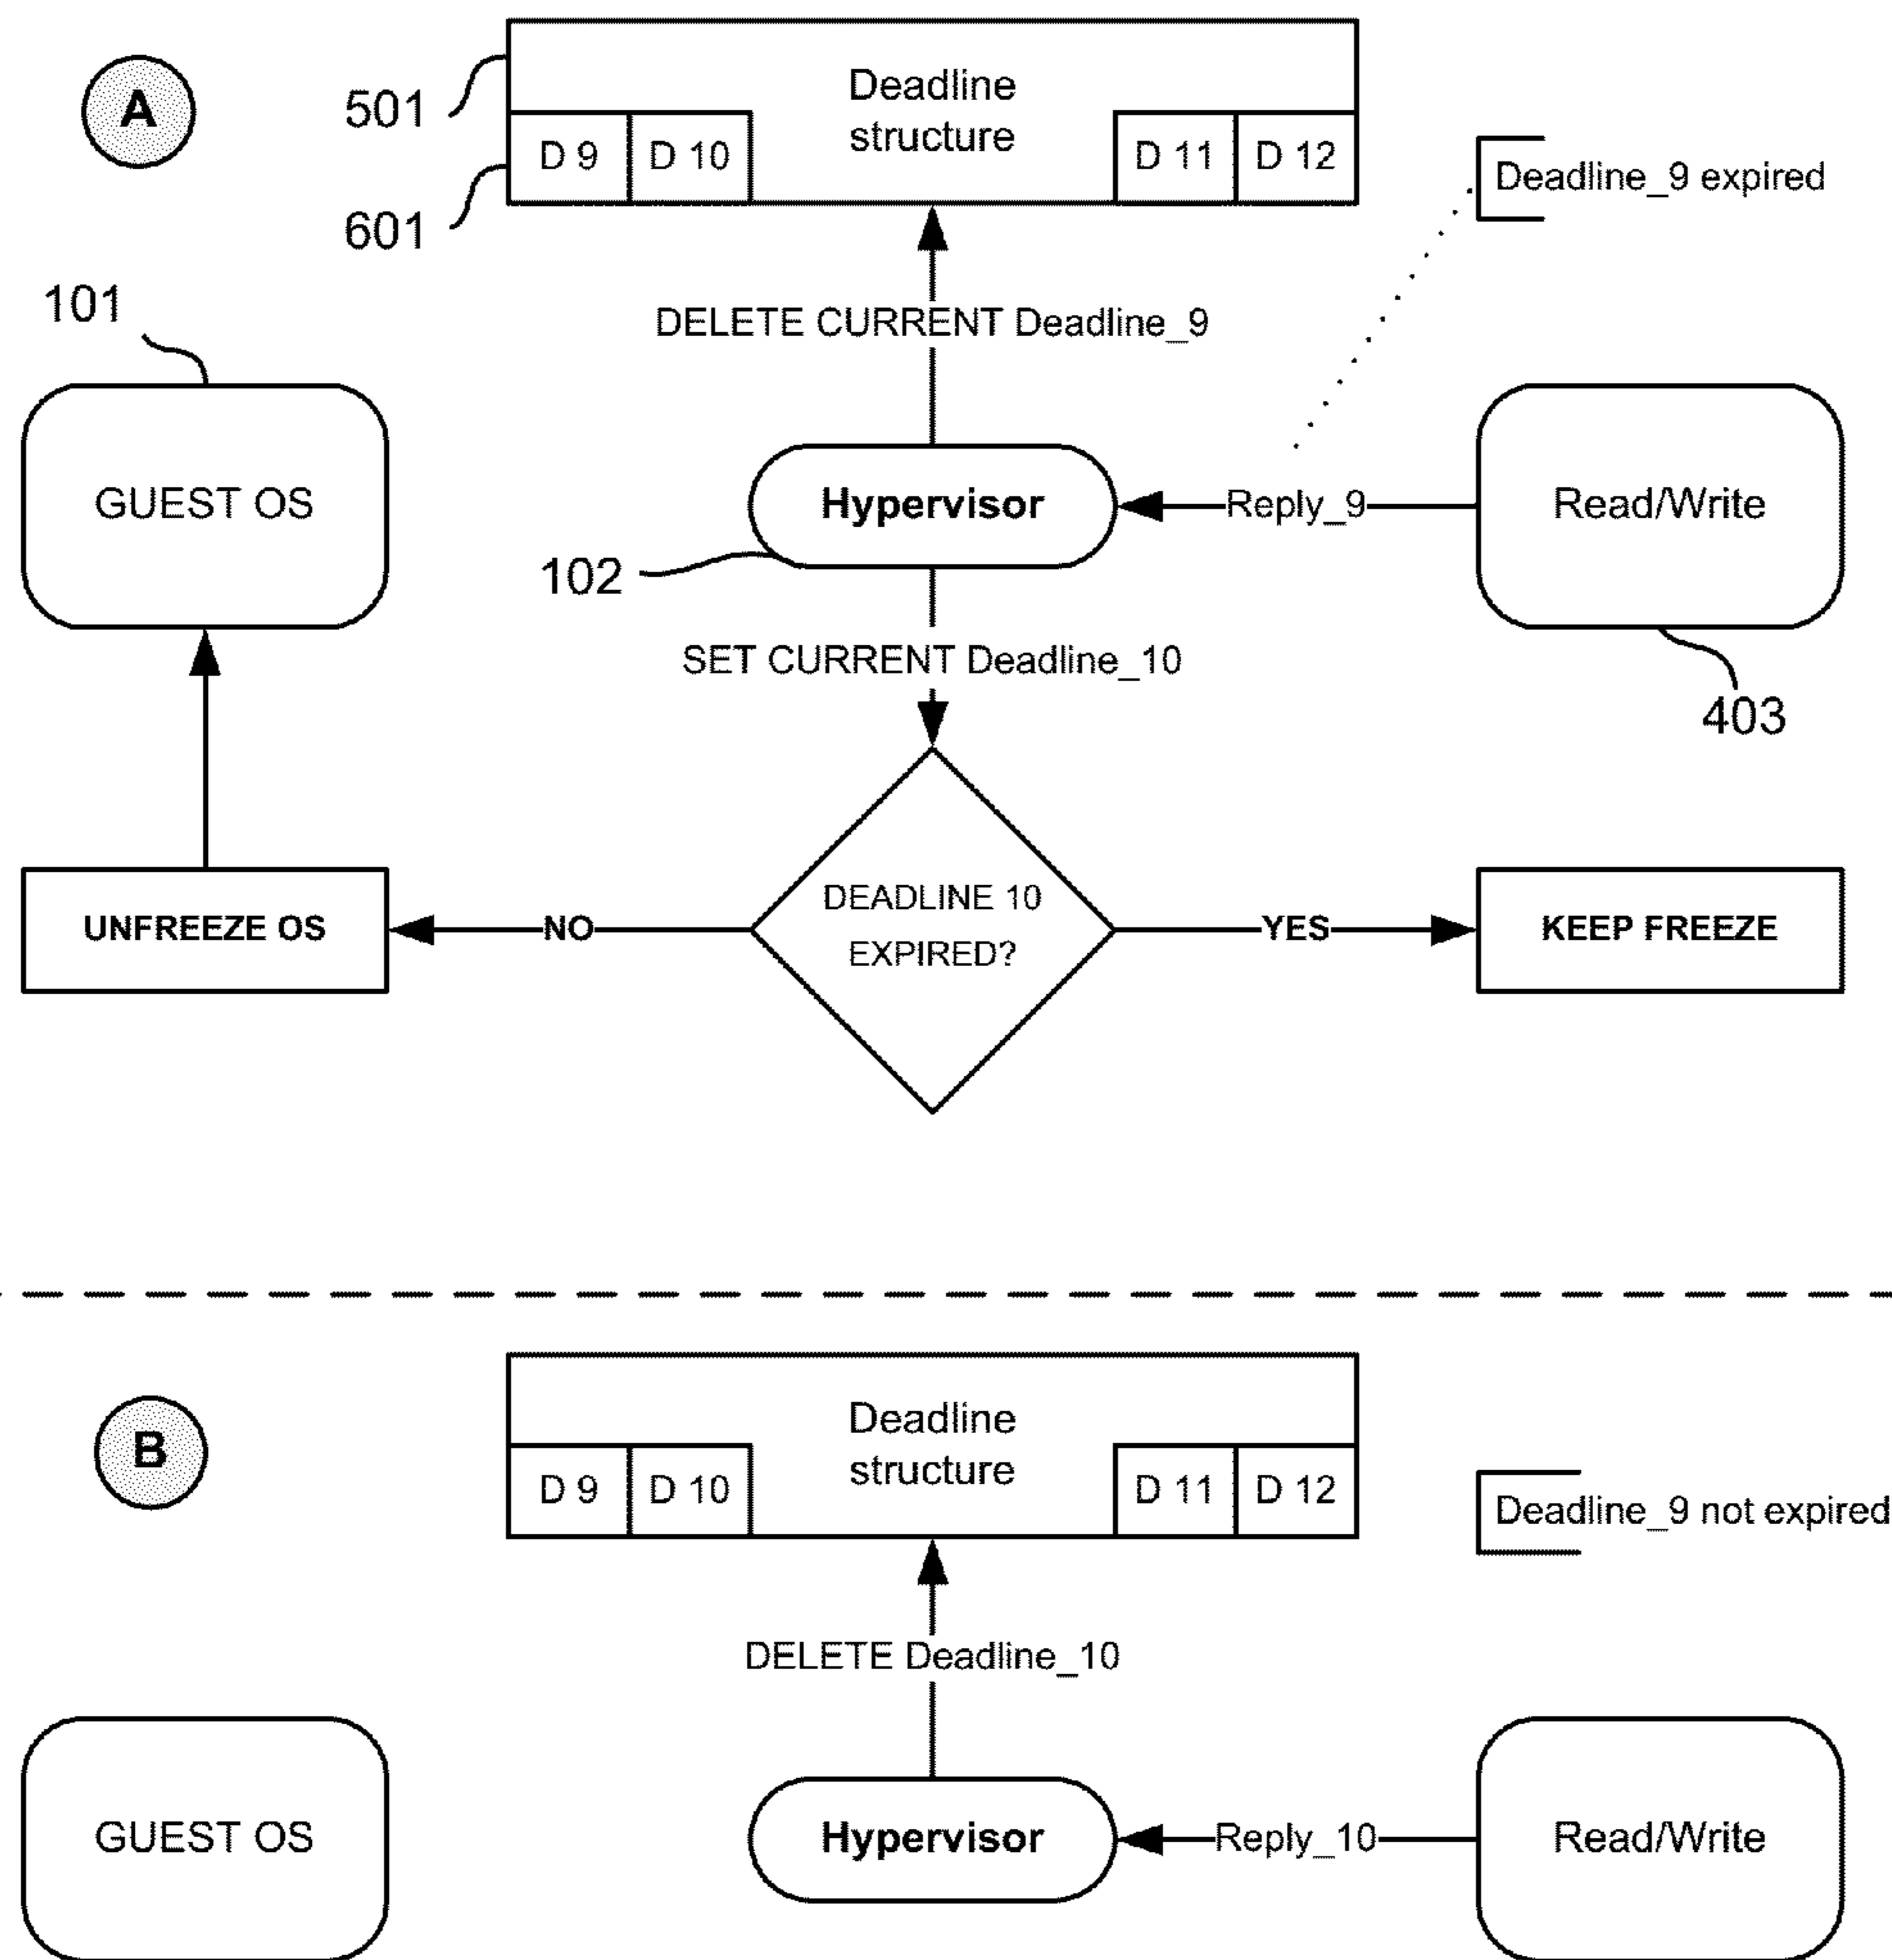 A
501
Deadline
structure
D 9
D 10
D 11
D 12
601
Deadline_9 expired
101
DELETE CURRENT Deadline_9
GUEST OS
Hypervisor
Reply_9
Read/Write
102
SET CURRENT Deadline_10
403
DEADLINE 10
EXPIRED?
UNFREEZE OS
NO
YES
KEEP FREEZE
B
Deadline
structure
D 9
D 10
D 11
D 12
Deadline_9 not expired
DELETE Deadline_10
GUEST OS
Hypervisor
Reply_10
Read/Write